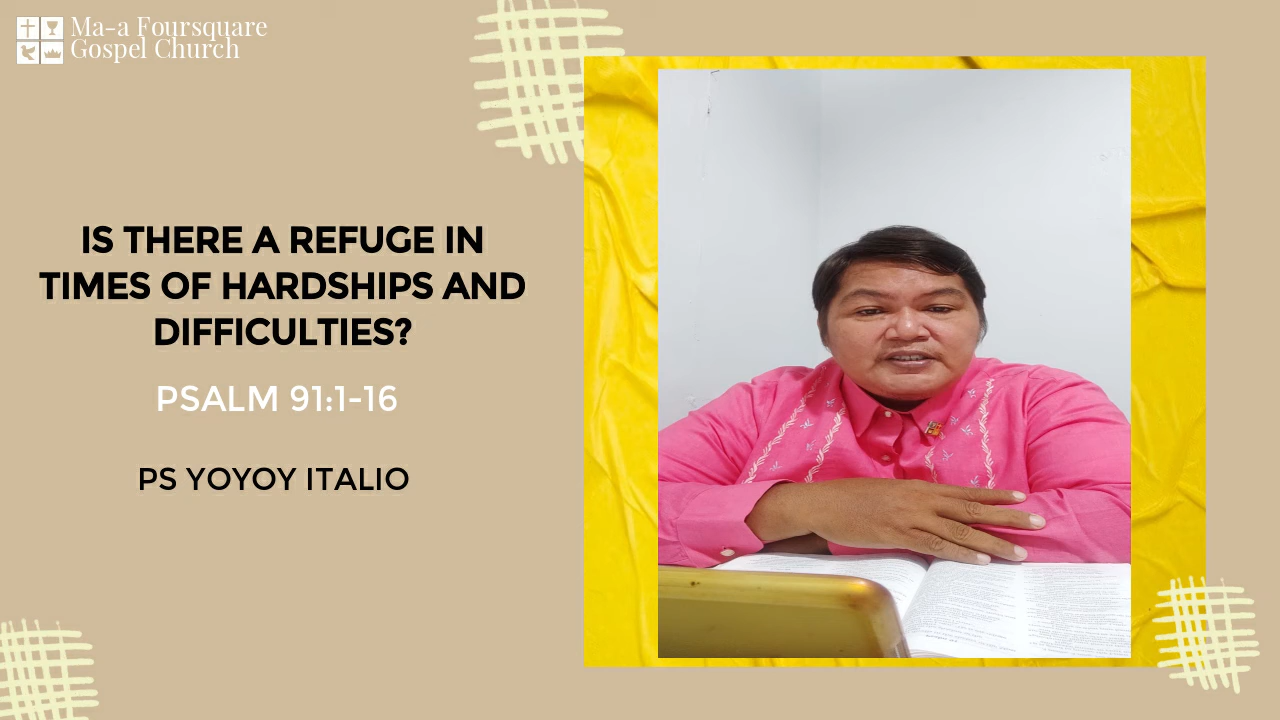 Ma-a Foursquare
Gospel Church
IS THERE A REFUGE IN
TIMES OF HARDSHIPS AND
DIFFICULTIES?
PSALM 91:1-16
PS YOYOY ITALIO